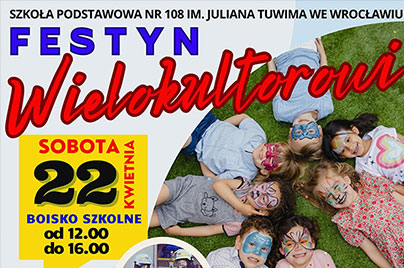 SZKOŁA PODSTAWOWA NR 108 IM. JULIANA TUWIMA WE WROCŁAWIU
FESTYN
Wielokultorowi
SOBOTA
22
KWIETNIA
BOISKO SZKOLNE
od 12.00
do 16.00